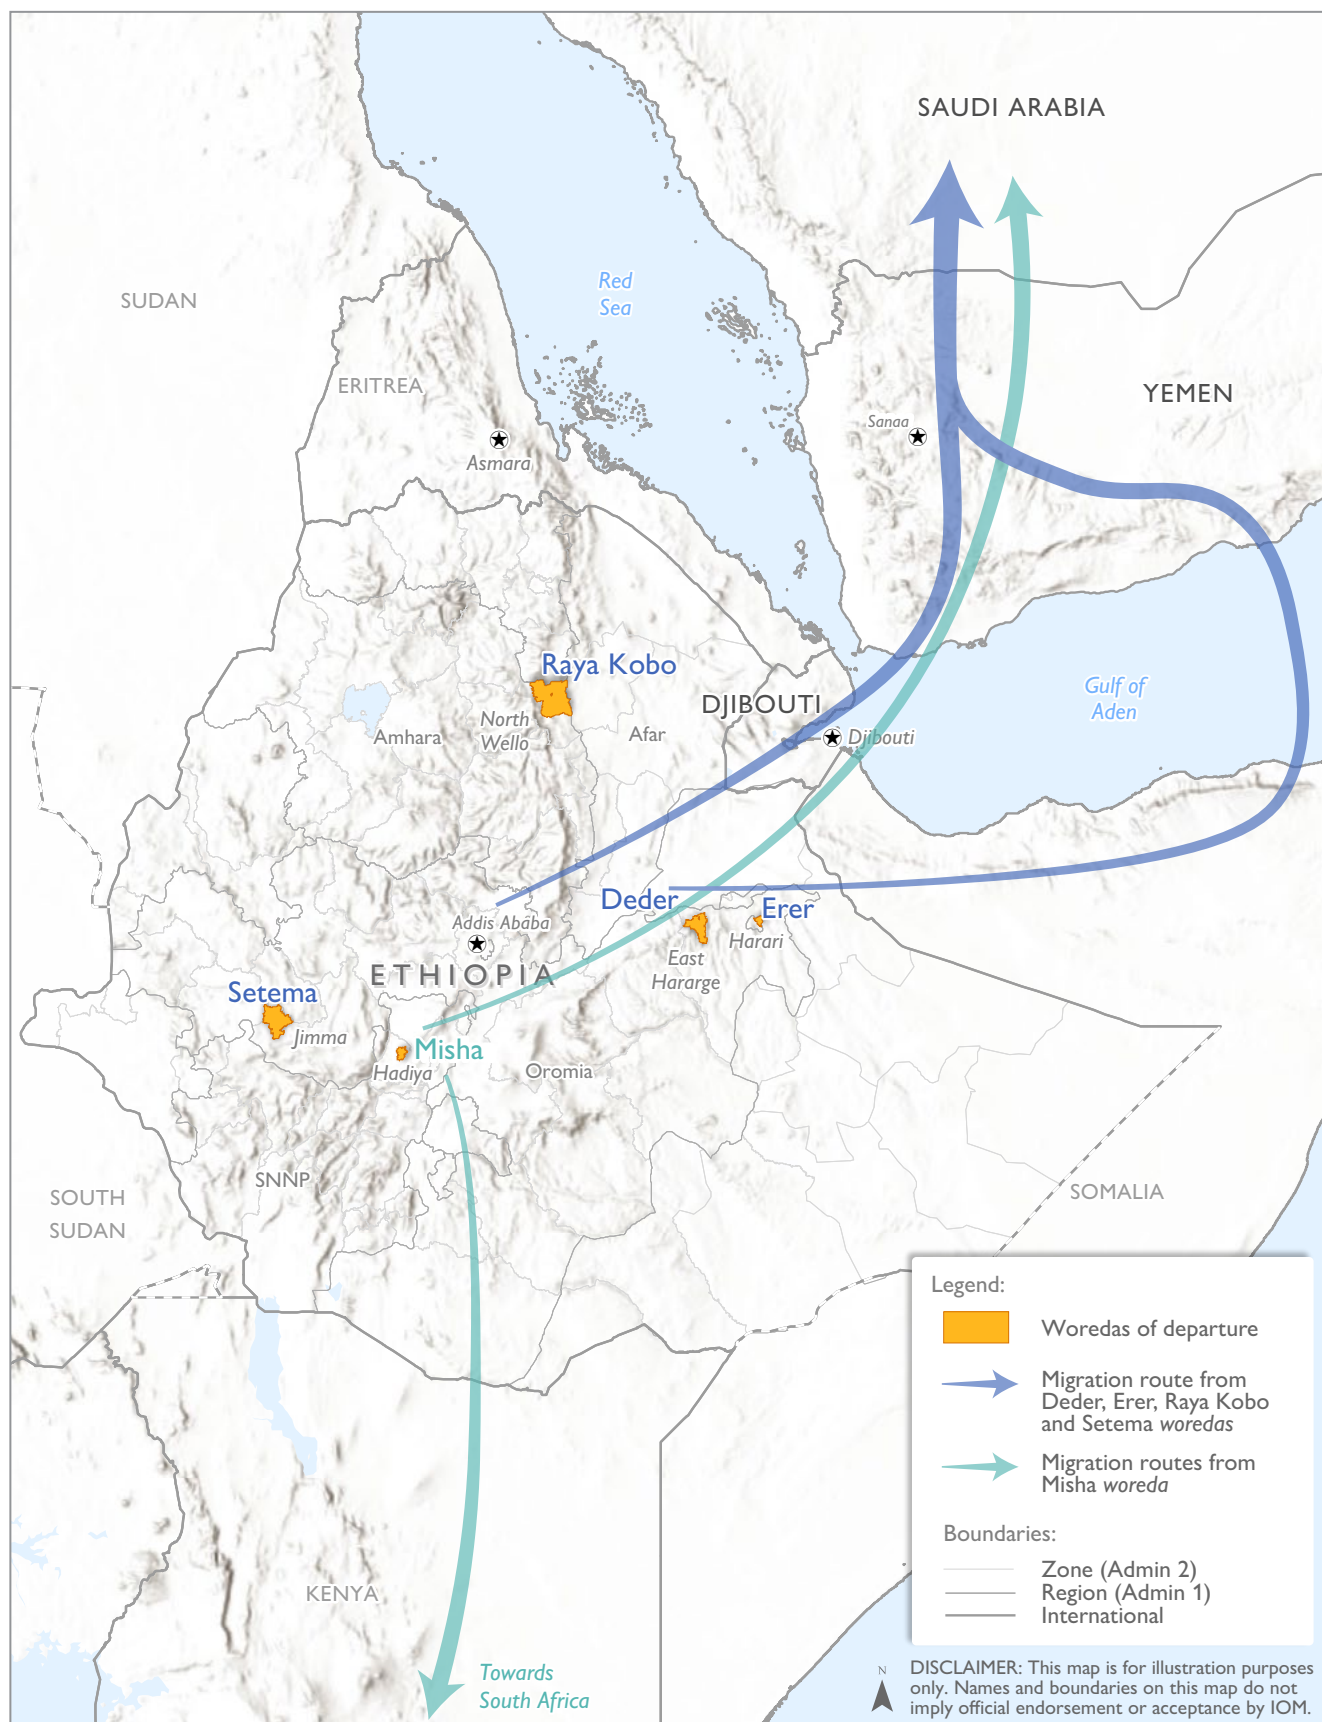 SAUDI ARABIA
Red
Sea
SUDAN
ERITREA
YEMEN
Sanaa
Asmara
Raya Kobo
DJIBOUTI
Gulf of
Aden
North
Wello
Amhara
Afar
Djibouti
Deder
Erer
Addis Ababa
Harari
East
Hararge
ETHIOPIA
Setema
Jimma
Misha
Hadiya
Oromia
SNNP
SOUTH
SUDAN
SOMALIA
KENYA
Towards
South Africa
Legend:
Woredas of departure
Migration route from
Deder, Erer, Raya Kobo
and Setema woredas
Migration routes from
Misha woreda
Boundaries:
Zone (Admin 2)
Region (Admin 1)
International
N
DISCLAIMER: This map is for illustration purposes
only. Names and boundaries on this map do not
imply official endorsement or acceptance by IOM.